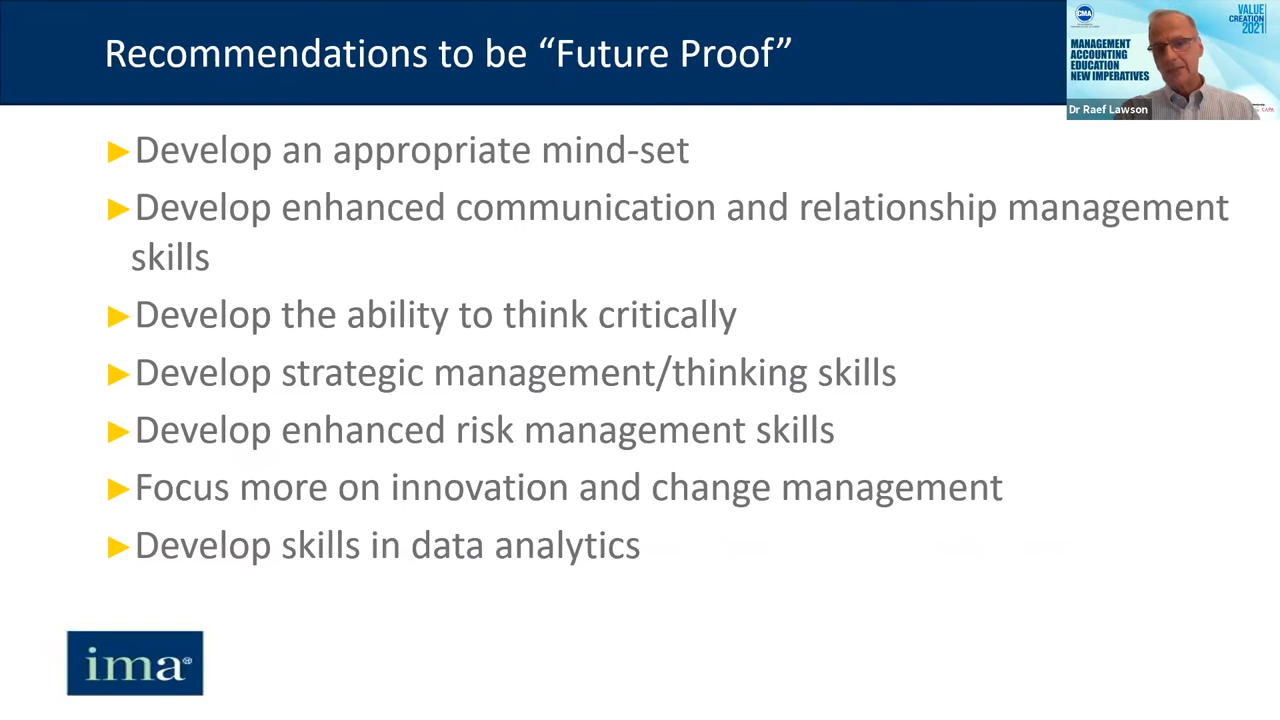 Recommendations to be “Future Proof”
CMA
VALUE
CREATION
2021
MANAGEMENT
ACCOUNTING
EDUCATION
NEW IMPERATIVES
Dr Raef Lawson
►Develop an appropriate mind-set
►Develop enhanced communication and relationship management
skills
►Develop the ability to think critically
►Develop strategic management/thinking skills
►Develop enhanced risk management skills
►Focus more on innovation and change management
►Develop skills in data analytics
ima®